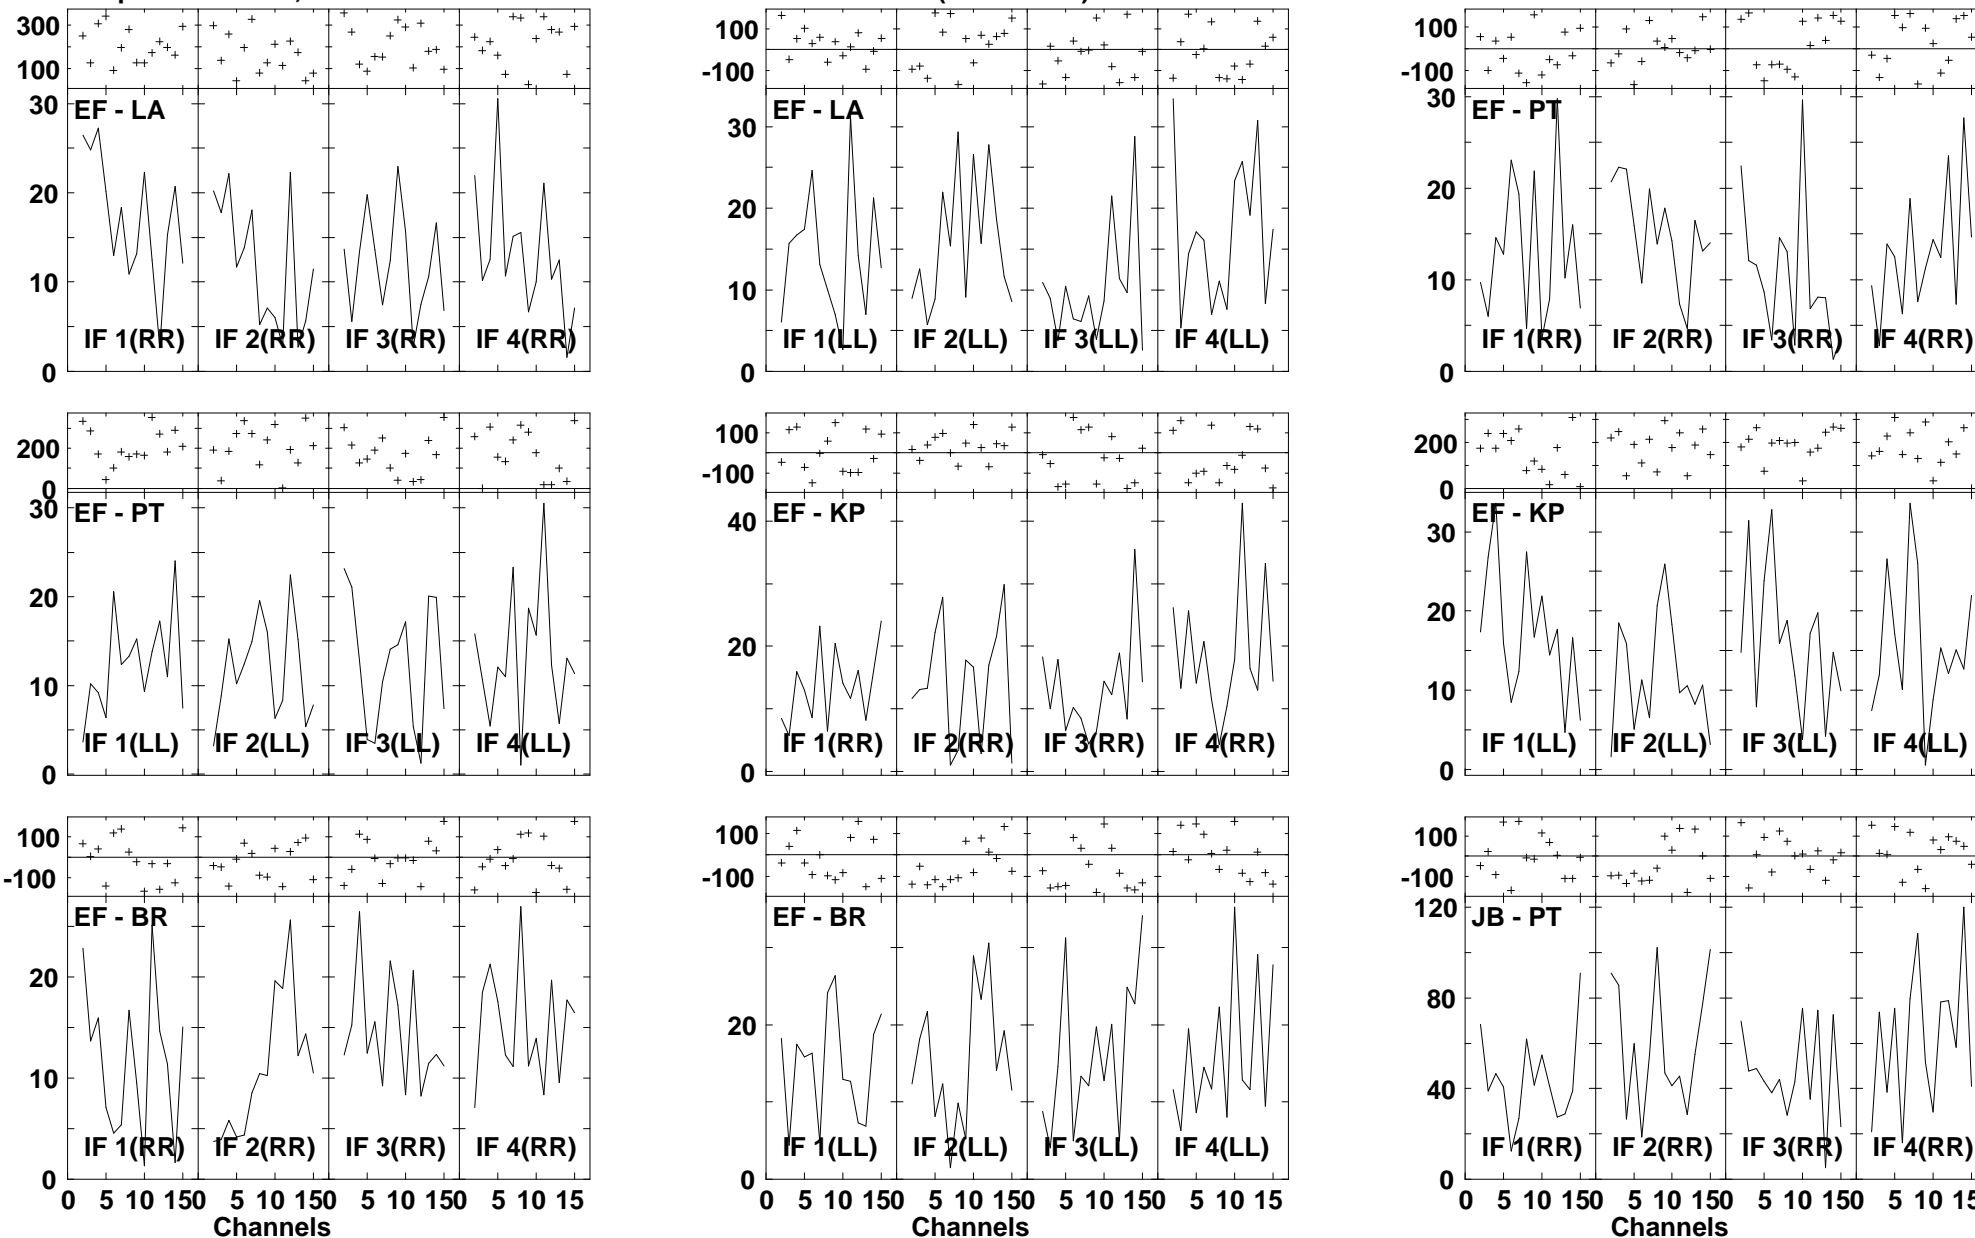 300 100 -100 100 -100
100 100
-100 -100
EF - LA EF - LA EF - PT
30 30 30
20 20 20
10 10 10
0 0 0
IF 1(RR) IF 2(RR) IF 3(RR) IF 4(RR) IF 1(LL) IF 2(LL) IF 3(LL) IF 4(LL) IF 1(RR) IF 2(RR) IF 3(RR) IF 4(RR)
200 100 200
0 -100 0
EF - PT EF - KP EF - KP
30 40 30
20 20 20
10 10
0 0 0
IF 1(LL) IF 2(LL) IF 3(LL) IF 4(LL) IF 1(RR) IF 2(RR) IF 3(RR) IF 4(RR) IF 1(LL) IF 2(LL) IF 3(LL) IF 4(LL)
100 100 100
-100 -100 -100
EF - BR EF - BR JB - PT
120
20 20 80
10 40
0 0 0
IF 1(RR) IF 2(RR) IF 3(RR) IF 4(RR) IF 1(LL) IF 2(LL) IF 3(LL) IF 4(LL) IF 1(RR) IF 2(RR) IF 3(RR) IF 4(RR)
0 5 10 150 5 10 150 5 10 150 5 10 15 0 5 10 150 5 10 150 5 10 150 5 10 15 0 5 10 150 5 10 150 5 10 150 5 10
Channels Channels Channels